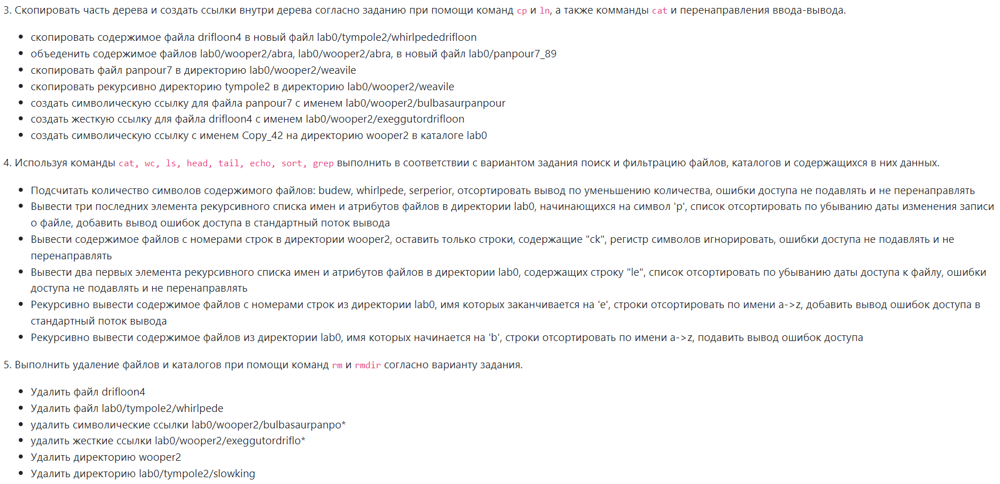 3. Скопировать часть дерева и создать ссылки внутри дерева согласно заданию при помощи команд cp и ln, а также комманды cat и перенаправления ввода-вывода.
• скопировать содержимое файла drifloon4 в новый файл lab0/tympole2/whirlpededrifloon
• объеденить содержимое файлов lab0/wooper2/abra, lab0/wooper2/abra, в новый файл lab0/panpour7_89
• скопировать файл panpour7 в директорию lab0/wooper2/weavile
• скопировать рекурсивно директорию tympole2 в директорию lab0/wooper2/weavile
• создать символическую ссылку для файла panpour7 с именем lab0/wooper2/bulbasaurpanpour
• создать жесткую ссылку для файла drifloon4 с именем lab0/wooper2/exeggutordrifloon
• создать символическую ссылку с именем Copy_42 на директорию wooper2 в каталоге lab0
4. Используя команды cat, wc, ls, head, tail, echo, sort, grep выполнить в соответствии с вариантом задания поиск и фильтрацию файлов, каталогов и содержащихся в них данных.
• Подсчитать количество символов содержимого файлов: budew, whirlpede, serperior, отсортировать вывод по уменьшению количества, ошибки доступа не подавлять и не перенаправлять
• Вывести три последних элемента рекурсивного списка имен и атрибутов файлов в директории lab0, начинающихся на символ 'p', список отсортировать по убыванию даты изменения записи
о файле, добавить вывод ошибок доступа в стандартный поток вывода
• Вывести содержимое файлов с номерами строк в директории wooper2, оставить только строки, содержащие "ck", регистр символов игнорировать, ошибки доступа не подавлять и не
перенаправлять
• Вывести два первых элемента рекурсивного списка имен и атрибутов файлов в директории lab0, содержащих строку "le", список отсортировать по убыванию даты доступа к файлу, ошибки
доступа не подавлять и не перенаправлять
• Рекурсивно вывести содержимое файлов с номерами строк из директории lab0, имя которых заканчивается на 'e', строки отсортировать по имени a->z, добавить вывод ошибок доступа в
стандартный поток вывода
• Рекурсивно вывести содержимое файлов из директории lab0, имя которых начинается на 'b', строки отсортировать по имени a->z, подавить вывод ошибок доступа
5. Выполнить удаление файлов и каталогов при помощи команд rm и rmdir согласно варианту задания.
• Удалить файл drifloon4
• Удалить файл lab0/tympole2/whirlpede
• удалить символические ссылки lab0/wooper2/bulbasaurpanpo*
• удалить жесткие ссылки lab0/wooper2/exeggutordriflo*
• Удалить директорию wooper2
• Удалить директорию lab0/tympole2/slowking